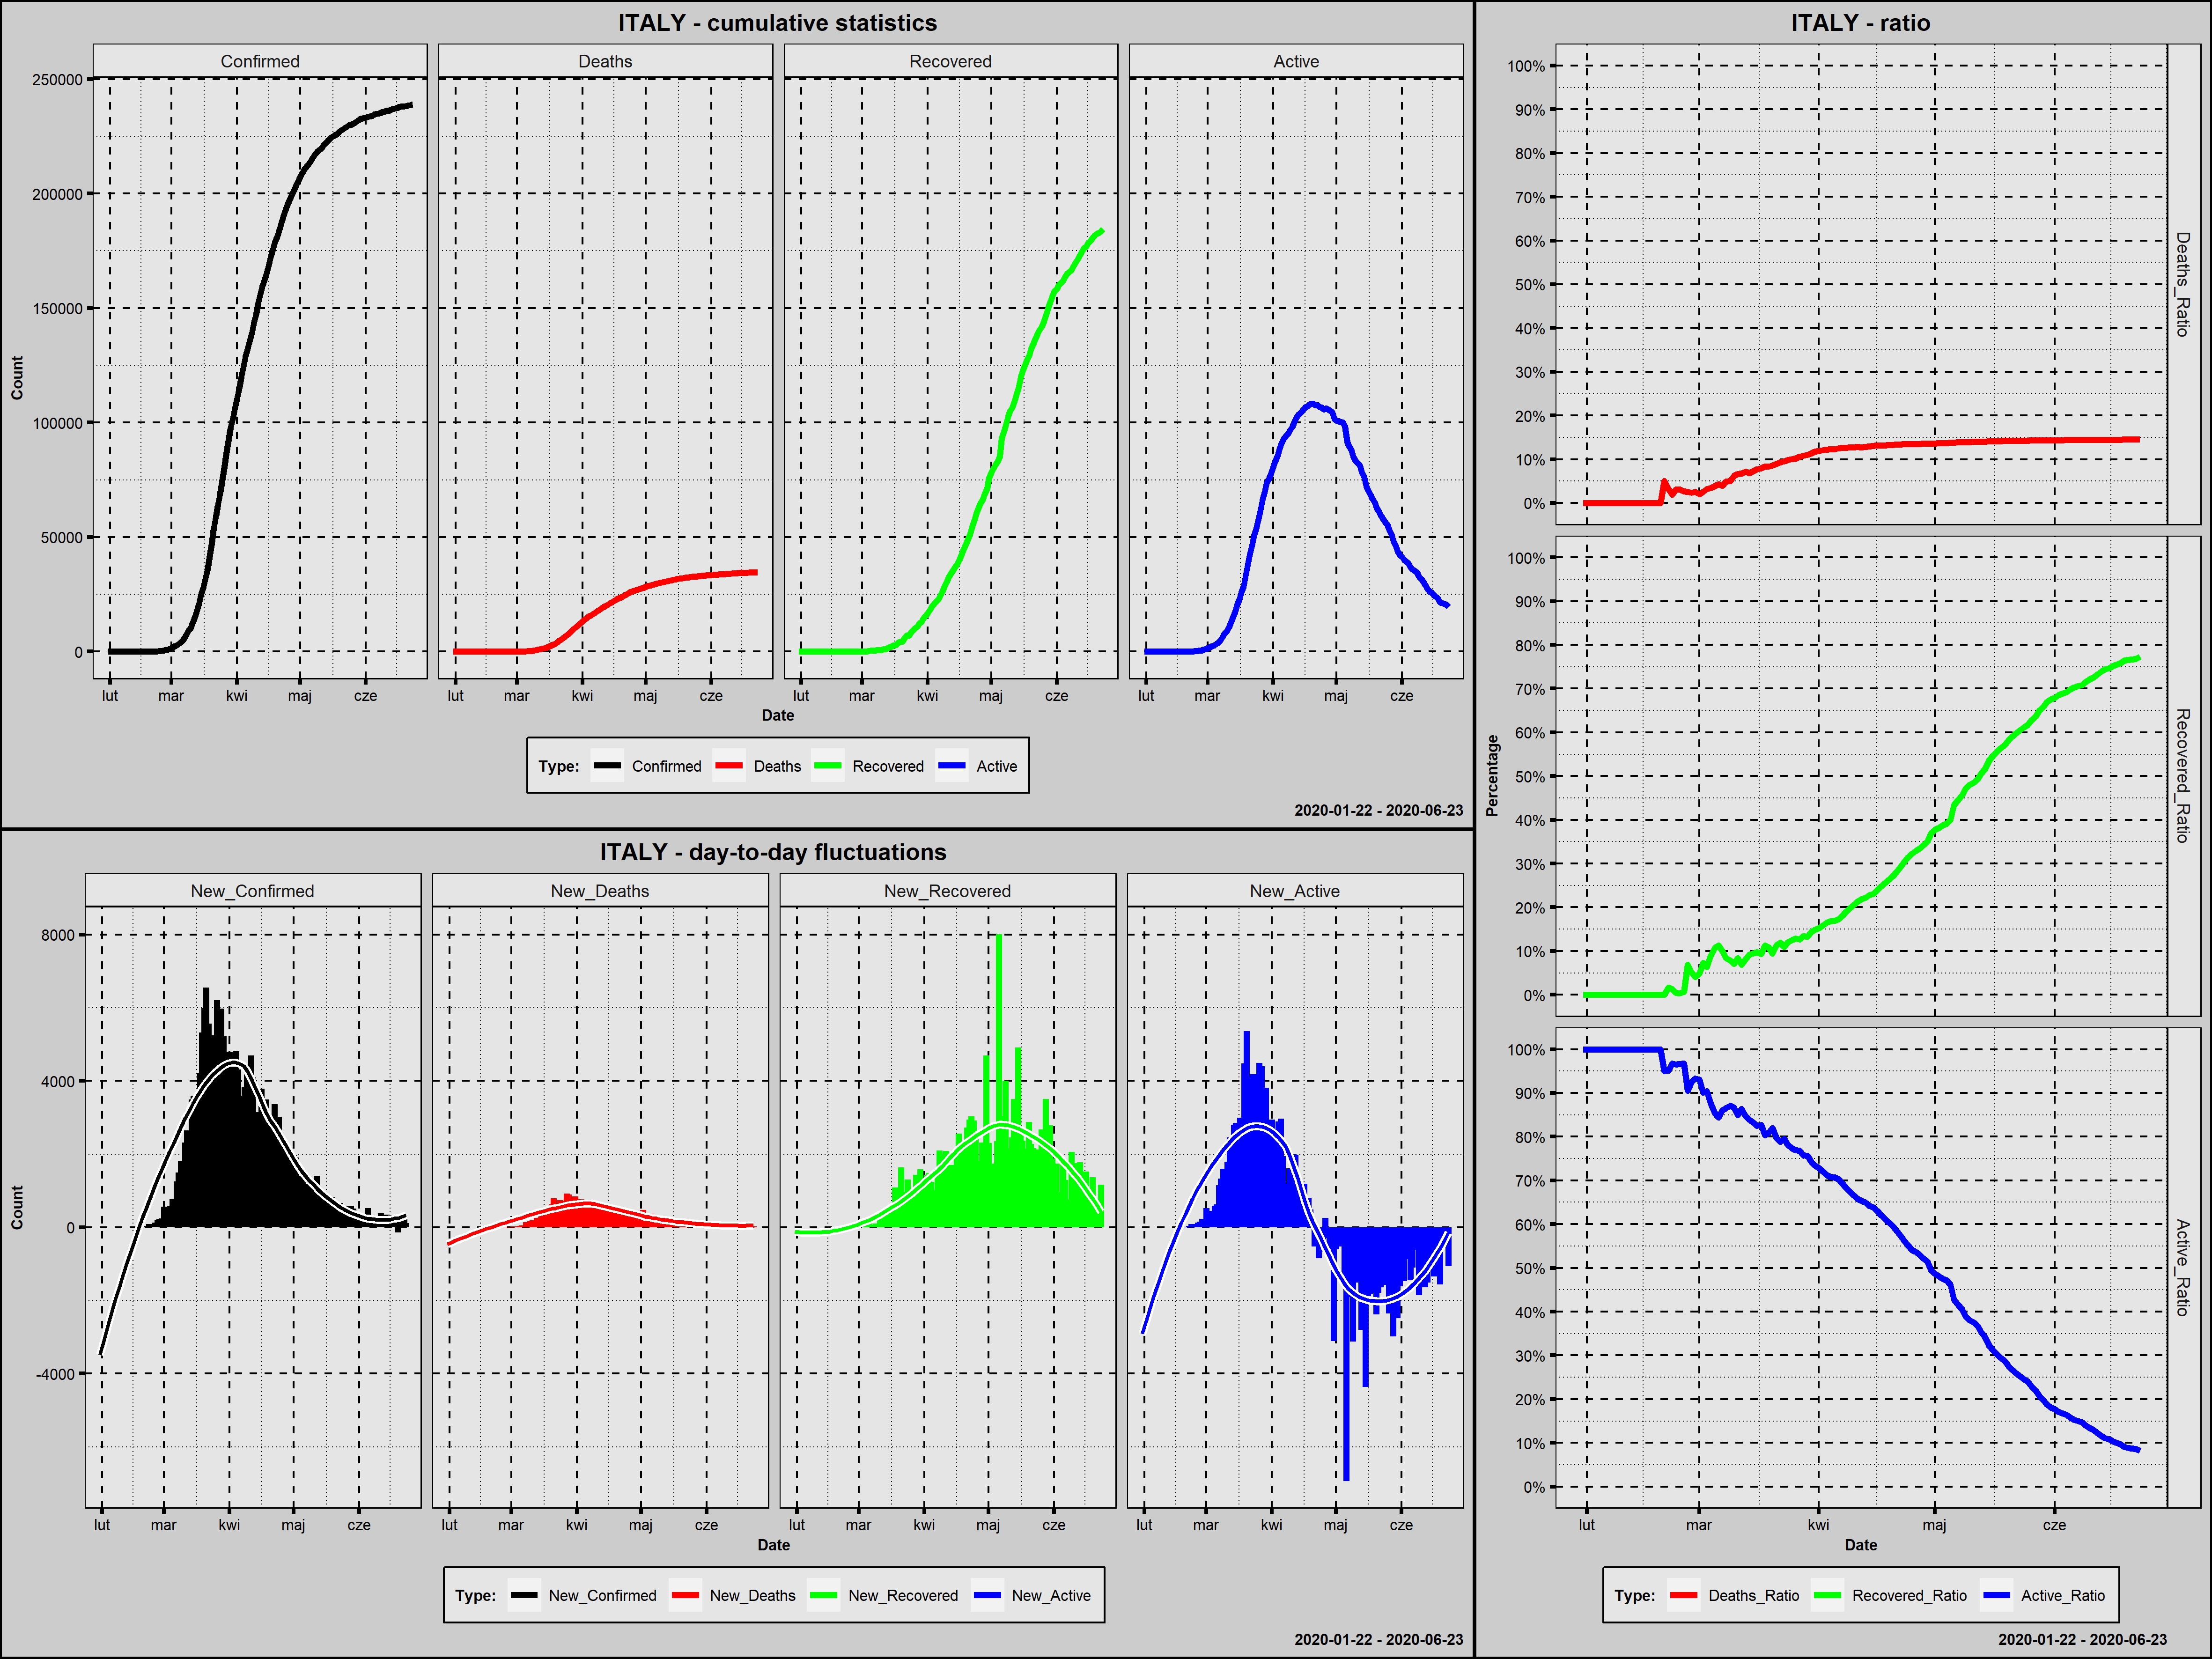 ITALY - cumulative statistics
Confirmed Deaths Recovered Active
250000
200000
150000
100000
50000
0
Count
lut mar kwi maj cze lut mar kwi maj cze lut mar kwi maj cze lut mar kwi maj cze
Date
Type: Confirmed Deaths Recovered Active
2020-01-22 - 2020-06-23
ITALY - day-to-day fluctuations
New_Confirmed New_Deaths New_Recovered New_Active
8000
4000
0
-4000
Count
lut mar kwi maj cze lut mar kwi maj cze lut mar kwi maj cze lut mar kwi maj cze
Date
Type: New_Confirmed New_Deaths New_Recovered New_Active
2020-01-22 - 2020-06-23
ITALY - ratio
100%
90%
80%
70%
60%
50%
40%
30%
20%
10%
0%
Deaths_Ratio
100%
90%
80%
70%
60%
50%
40%
30%
20%
10%
0%
Recovered_Ratio
Percentage
100%
90%
80%
70%
60%
50%
40%
30%
20%
10%
0%
Active_Ratio
lut mar kwi maj cze
Date
Type: Deaths_Ratio Recovered_Ratio Active_Ratio
2020-01-22 - 2020-06-23